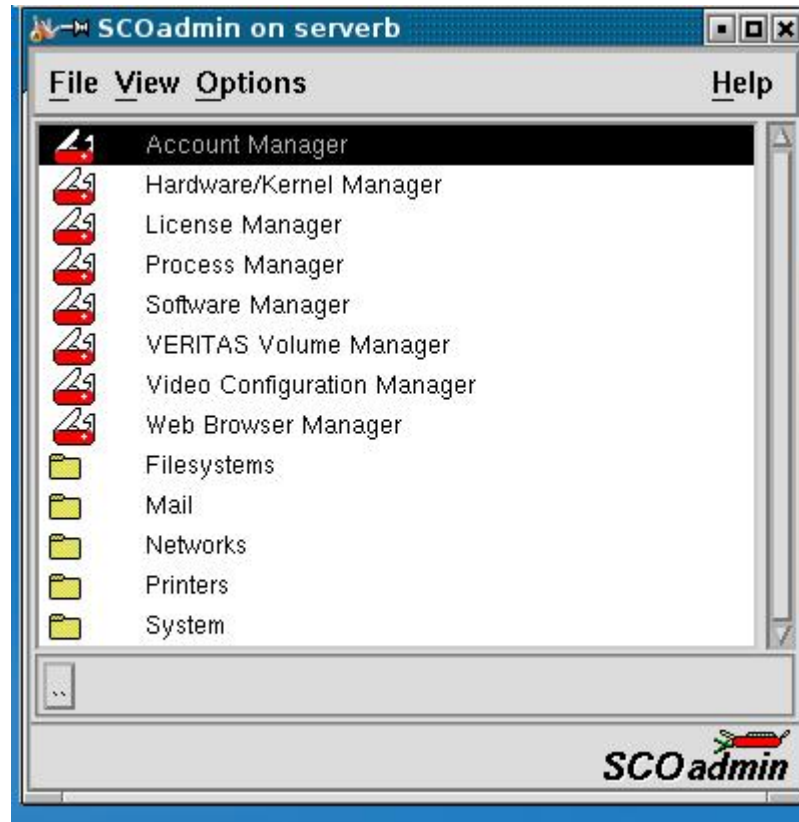 SCOadmin on serverb
File View Options Help
Account Manager
Hardware/Kernel Manager
License Manager
Process Manager
Software Manager
VERITAS Volume Manager
Video Configuration Manager
Web Browser Manager
Filesystems
Mail
Networks
Printers
System
..
SCOadmin